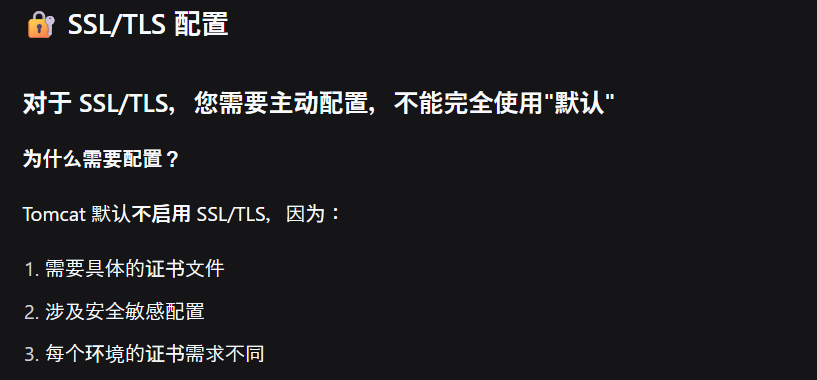 🔐 SSL/TLS 配置
对于 SSL/TLS，您需要主动配置，不能完全使用"默认"
为什么需要配置？
Tomcat 默认不启用 SSL/TLS，因为：
1. 需要具体的证书文件
2. 涉及安全敏感配置
3. 每个环境的证书需求不同